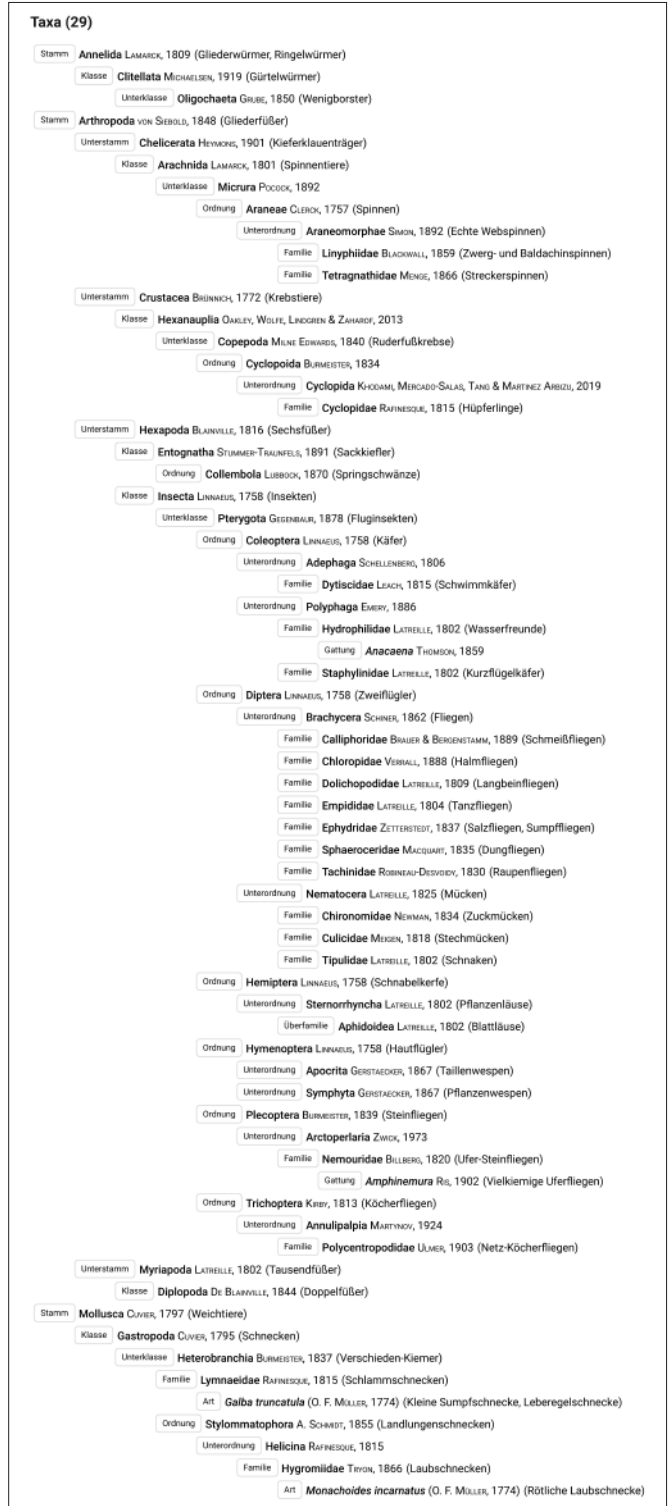 Taxa (29)
Stamm Annelida Lamarck, 1809 (Gliederwürmer, Ringelwürmer)
Klasse Clitellata Michaelsen, 1919 (Gürtelwürmer)
Unterklasse Oligochaeta Grube, 1850 (Wenigborster)
Stamm Arthropoda von Siebold, 1848 (Gliederfüßer)
Unterstamm Chelicerata Heymons, 1901 (Kieferklauenträger)
Klasse Arachnida Lamarck, 1801 (Spinnentiere)
Unterklasse Micrura Pocock, 1892
Ordnung Araneae Clerck, 1757 (Spinnen)
Unterordnung Araneomorphae Simon, 1892 (Echte Webspinnen)
Familie Linyphiidae Blackwall, 1859 (Zwerg- und Baldachinspinnen)
Familie Tetragnathidae Menge, 1866 (Streckerspinnen)
Unterstamm Crustacea Brünnich, 1772 (Krebstiere)
Klasse Hexanauplia Oakley, Wolfe, Lindgren & Zaharof, 2013
Unterklasse Copepoda Milne Edwards, 1840 (Ruderfußkrebse)
Ordnung Cyclopoida Burmeister, 1834
Unterordnung Cyclopida Khodami, Mercado-Salas, Tang & Martinez Arbizu, 2019
Familie Cyclopidae Rafinesque, 1815 (Hüpferlinge)
Unterstamm Hexapoda Blainville, 1816 (Sechsfüßer)
Klasse Entognatha Stummer-Traunfels, 1891 (Sackkiefler)
Ordnung Collembola Lubbock, 1870 (Springschwänze)
Klasse Insecta Linnaeus, 1758 (Insekten)
Unterklasse Pterygota Gegenbaur, 1878 (Fluginsekten)
Ordnung Coleoptera Linnaeus, 1758 (Käfer)
Unterordnung Adephaga Schellenberg, 1806
Familie Dytiscidae Leach, 1815 (Schwimmkäfer)
Unterordnung Polyphaga Emery, 1886
Familie Hydrophilidae Latreille, 1802 (Wasserfreunde)
Gattung Anacaena Thomson, 1859
Familie Staphylinidae Latreille, 1802 (Kurzflügelkäfer)
Ordnung Diptera Linnaeus, 1758 (Zweiflügler)
Unterordnung Brachycera Schiner, 1862 (Fliegen)
Familie Calliphoridae Brauer & Bergenstamm, 1889 (Schmeißfliegen)
Familie Chloropidae Verrall, 1888 (Halmfliegen)
Familie Dolichopodidae Latreille, 1809 (Langbeinfliegen)
Familie Empididae Latreille, 1804 (Tanzfliegen)
Familie Ephydridae Zetterstedt, 1837 (Salzfliegen, Sumpffliegen)
Familie Sphaeroceridae Macquart, 1835 (Dungfliegen)
Familie Tachinidae Robineau-Desvoidy, 1830 (Raupenfliegen)
Unterordnung Nematocera Latreille, 1825 (Mücken)
Familie Chironomidae Newman, 1834 (Zuckmücken)
Familie Culicidae Meigen, 1818 (Stechmücken)
Familie Tipulidae Latreille, 1802 (Schnaken)
Ordnung Hemiptera Linnaeus, 1758 (Schnabelkerfe)
Unterordnung Sternorrhyncha Latreille, 1802 (Pflanzenläuse)
Überfamilie Aphidoidea Latreille, 1802 (Blattläuse)
Ordnung Hymenoptera Linnaeus, 1758 (Hautflügler)
Unterordnung Apocrita Gerstaecker, 1867 (Taillenwespen)
Unterordnung Symphyta Gerstaecker, 1867 (Pflanzenwespen)
Ordnung Plecoptera Burmeister, 1839 (Steinfliegen)
Unterordnung Arctoperlaria Zwick, 1973
Familie Nemouridae Billberg, 1820 (Ufer-Steinfliegen)
Gattung Amphinemura Ris, 1902 (Vielkiemige Uferfliegen)
Ordnung Trichoptera Kirby, 1813 (Köcherfliegen)
Unterordnung Annulipalpia Martynov, 1924
Familie Polycentropodidae Ulmer, 1903 (Netz-Köcherfliegen)
Unterstamm Myriapoda Latreille, 1802 (Tausendfüßer)
Klasse Diplopoda De Blainville, 1844 (Doppelfüßer)
Stamm Mollusca Cuvier, 1797 (Weichtiere)
Klasse Gastropoda Cuvier, 1795 (Schnecken)
Unterklasse Heterobranchia Burmeister, 1837 (Verschieden-Kiemer)
Familie Lymnaeidae Rafinesque, 1815 (Schlammschnecken)
Art Galba truncatula (O. F. Müller, 1774) (Kleine Sumpfschnecke, Leberegelschnecke)
Ordnung Stylommatophora A. Schmidt, 1855 (Landlungenschnecken)
Unterordnung Helicina Rafinesque, 1815
Familie Hygromiidae Tryon, 1866 (Laubschnecken)
Art Monachoides incarnatus (O. F. Müller, 1774) (Rötliche Laubschnecke)